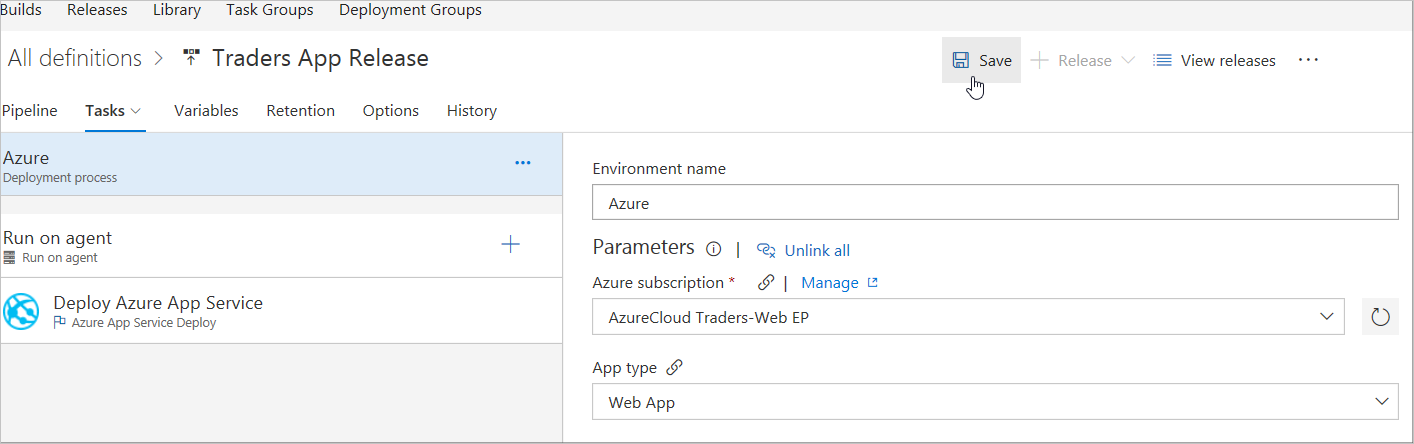 Builds Releases Library Task Groups Deployment Groups
All definitions > Traders App Release Save + Release View releases ...
Pipeline Tasks Variables Retention Options History
Azure ...
Deployment process
Run on agent +
Run on agent
Deploy Azure App Service
Azure App Service Deploy
Environment name
Azure
Parameters | Unlink all
Azure subscription * | Manage
AzureCloud Traders-Web EP
App type
Web App